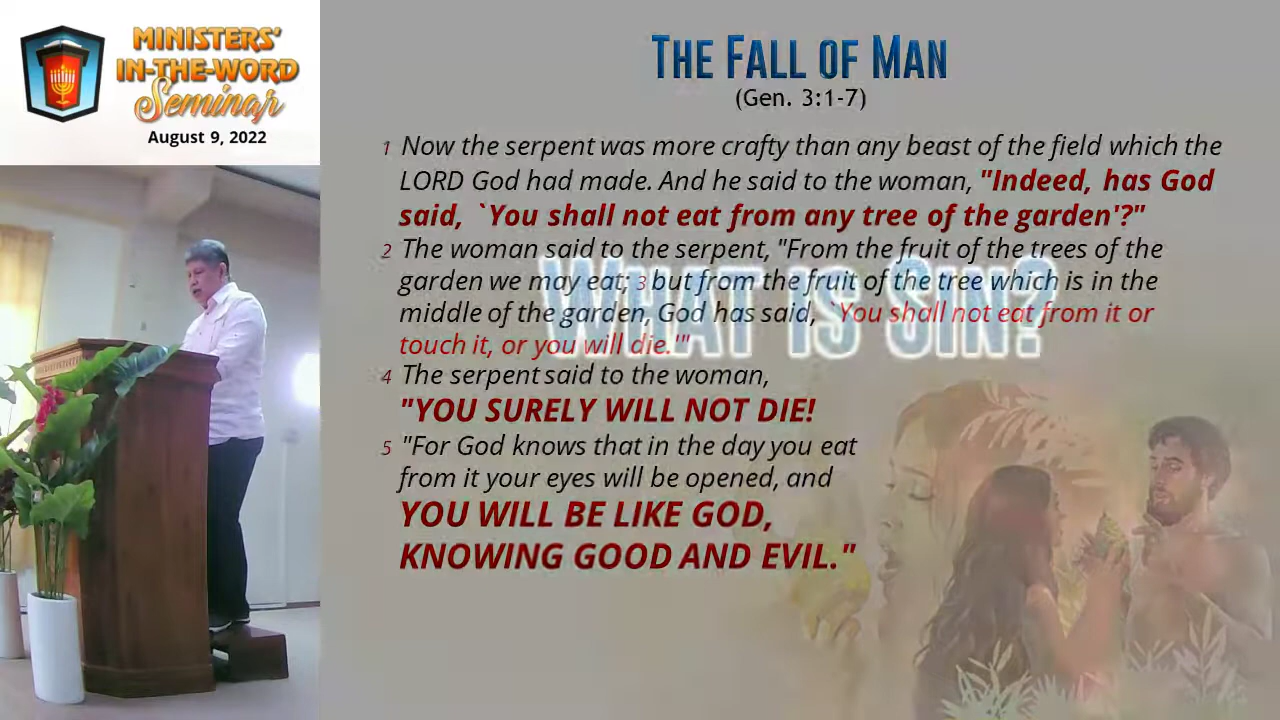 MINISTERS'
IN-THE-WORD
Seminar
August 9, 2022
THE FALL OF MAN
(Gen. 3:1-7)
1 Now the serpent was more crafty than any beast of the field which the
LORD God had made. And he said to the woman, "Indeed, has God
said, `You shall not eat from any tree of the garden'?"
2 The woman said to the serpent, "From the fruit of the trees of the
garden we may eat; 3 but from the fruit of the tree which is in the
middle of the garden, God has said, `You shall not eat from it or
touch it, or you will die.'"
WHAT IS SIN?
4 The serpent said to the woman,
"YOU SURELY WILL NOT DIE!
5 "For God knows that in the day you eat
from it your eyes will be opened, and
YOU WILL BE LIKE GOD,
KNOWING GOOD AND EVIL."